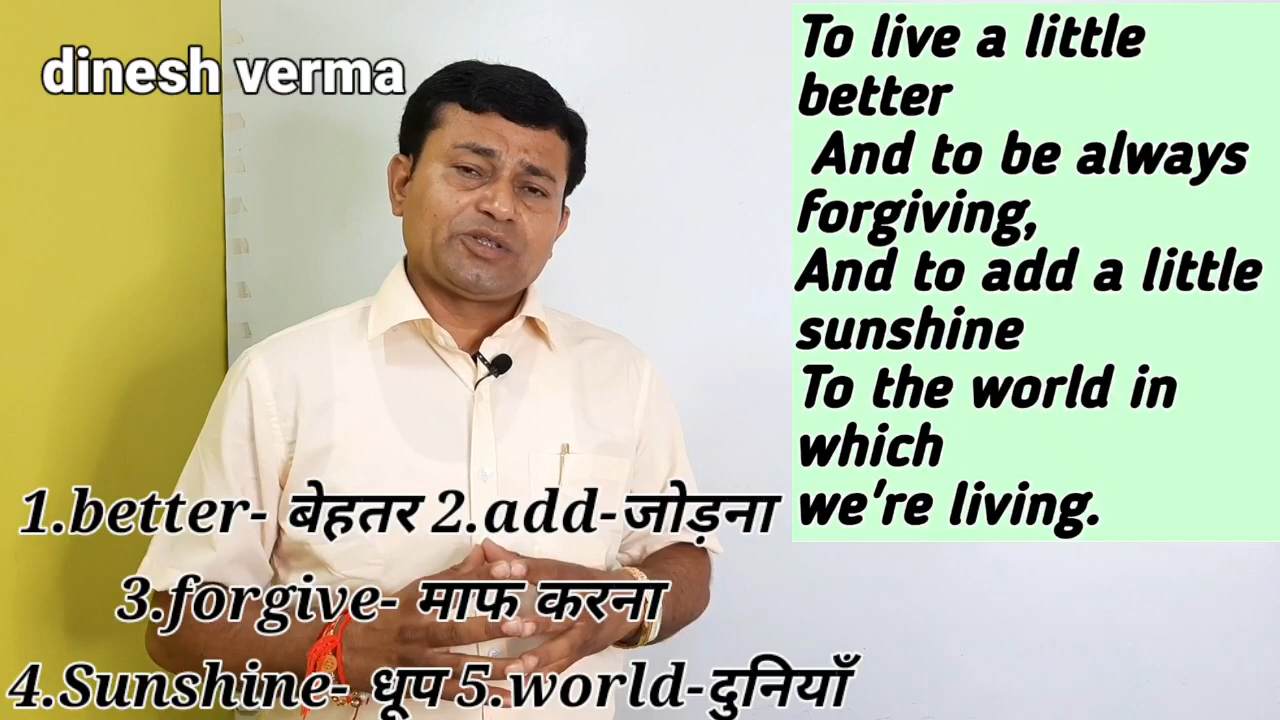 dinesh verma
To live a little
better
And to be always
forgiving,
And to add a little
sunshine
To the world in
which
we're living.
1.better- बेहतर 2.add-जोड़ना
3.forgive- माफ करना
4.Sunshine- धूप 5.world-दुनियाँ